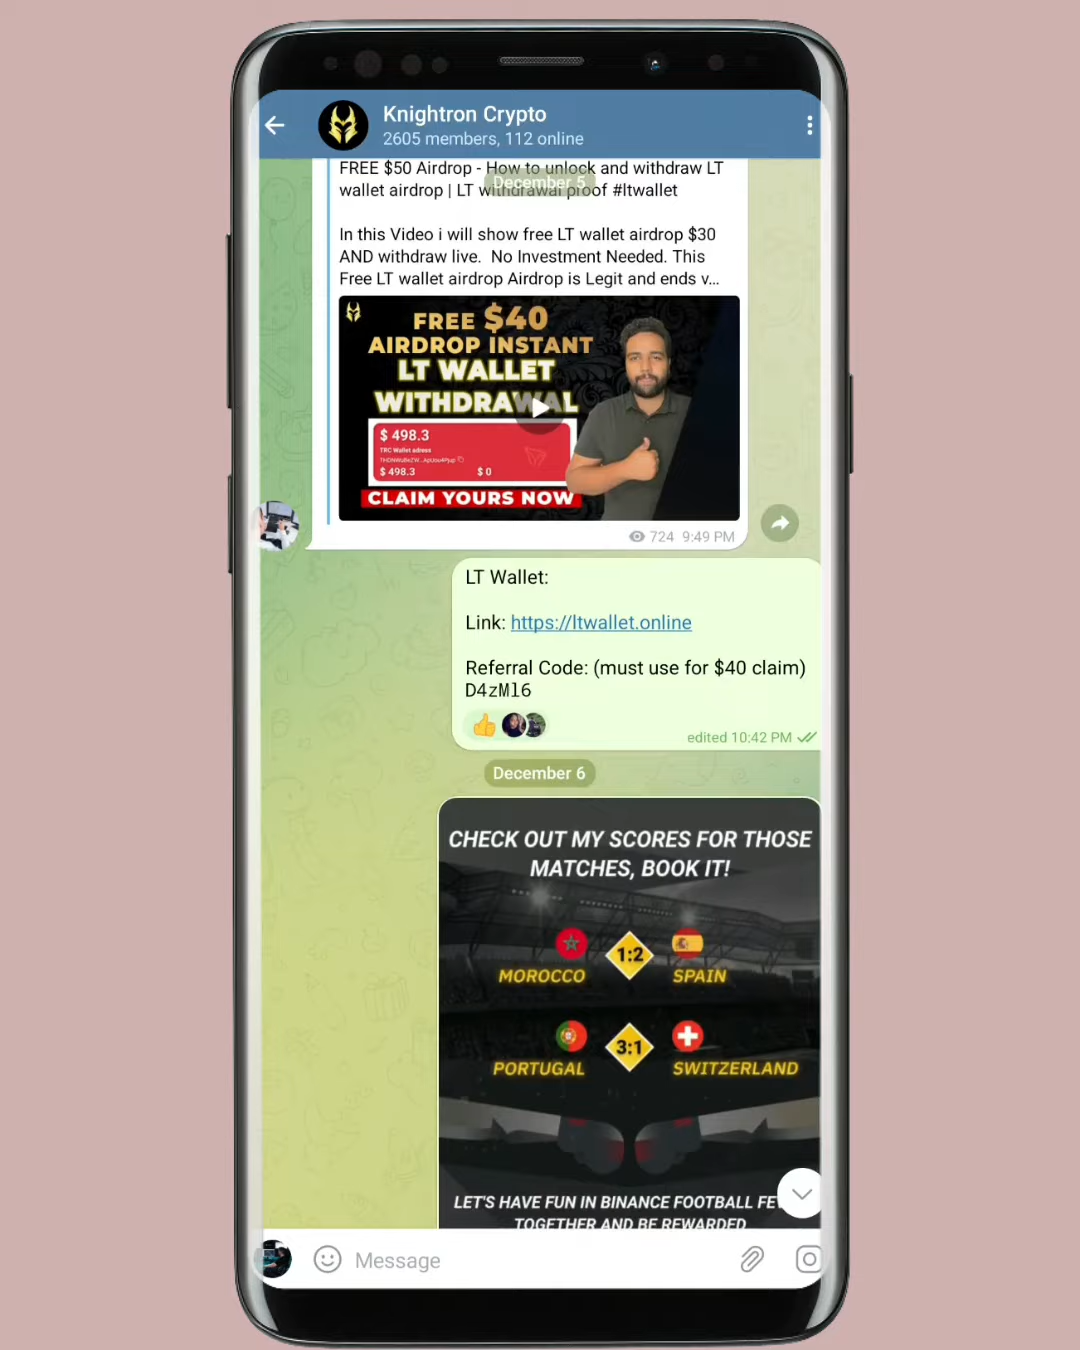 Knightron Crypto
2605 members, 112 online
FREE $50 Airdrop - How to unlock and withdraw LT
wallet airdrop | LT withdrawal proof #ltwallet
December 5
In this Video i will show free LT wallet airdrop $30
AND withdraw live.  No Investment Needed. This
Free LT wallet airdrop Airdrop is Legit and ends v...
FREE $40
AIRDROP INSTANT
LT WALLET
WITHDRAWAL
$ 498.3
TRC Wallet adrees
$ 498.3 $ 0
CLAIM YOURS NOW
724 9:49 PM
LT Wallet:
Link: https://ltwallet.online
Referral Code: (must use for $40 claim)
D4zMl6
edited 10:42 PM
December 6
CHECK OUT MY SCORES FOR THOSE
MATCHES, BOOK IT!
1:2
MOROCCO SPAIN
3:1
PORTUGAL SWITZERLAND
LET'S HAVE FUN IN BINANCE FOOTBALL FE
TOGETHER AND BE REWARDED
Message